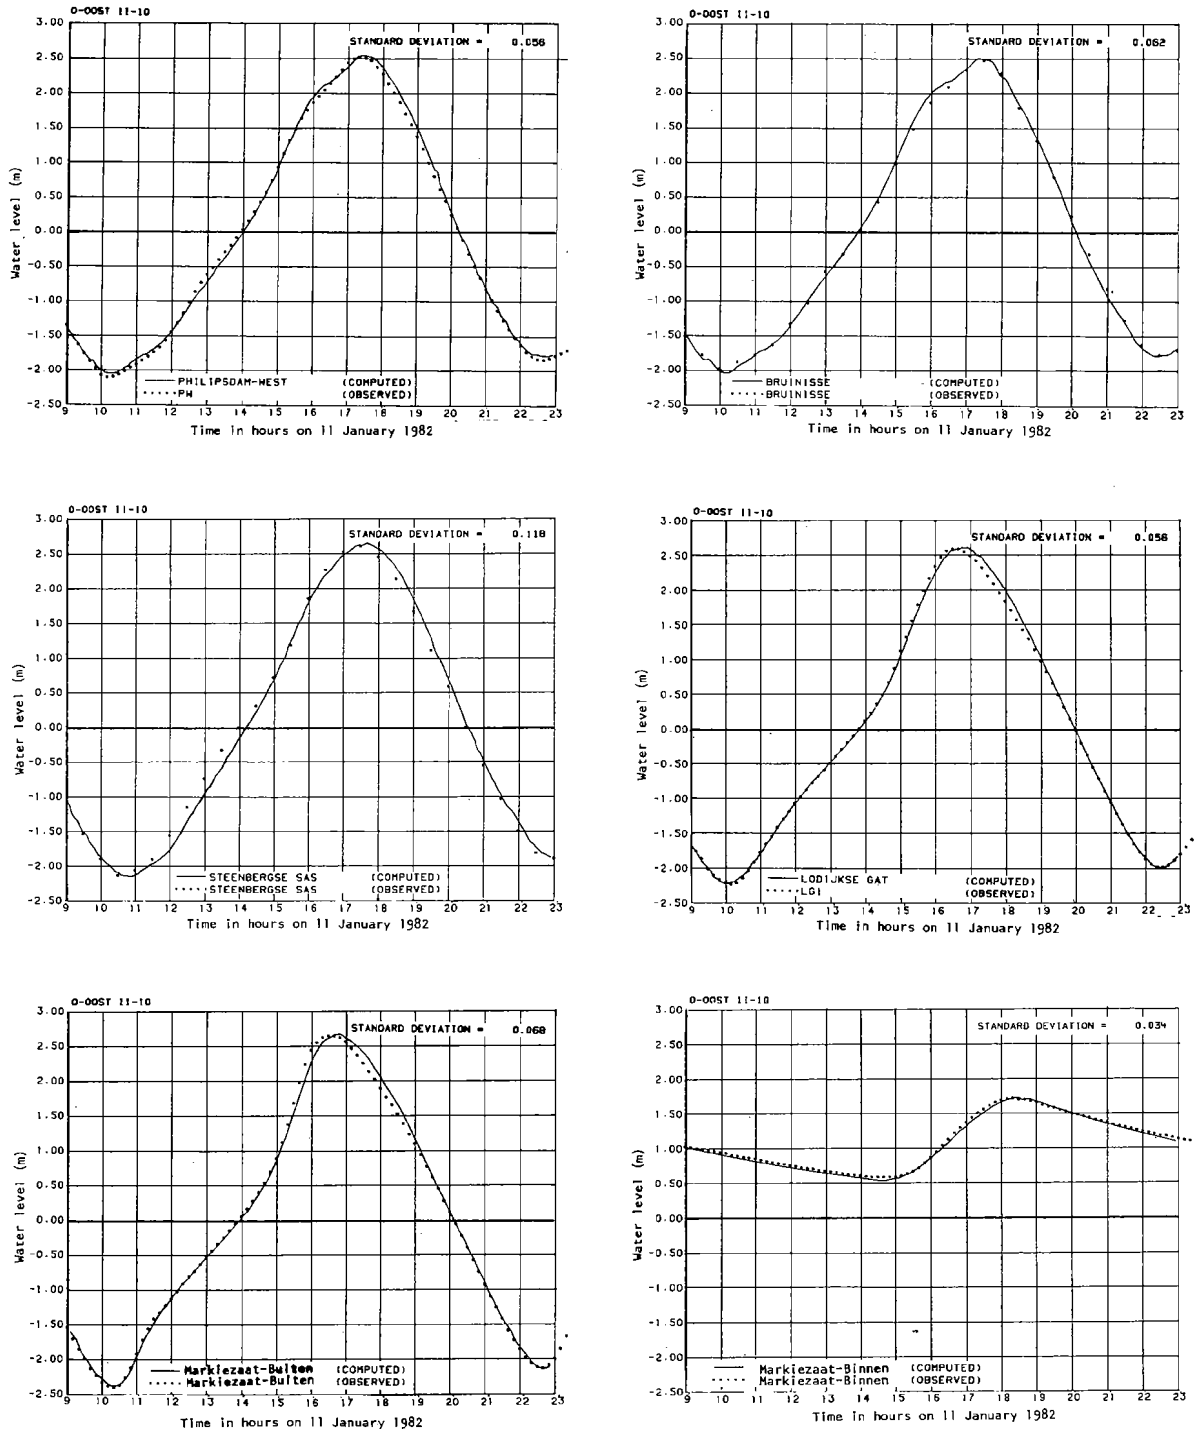 O-OOST 11-10
STANDARD DEVIATION = 0.056
3.00
2.50
2.00
1.50
1.00
0.50
0.00
-0.50
-1.00
-1.50
-2.00
-2.50
Water level (m)
PHILIPSDAM-WEST (COMPUTED)
PW (OBSERVED)
9 10 11 12 13 14 15 16 17 18 19 20 21 22 23
Time in hours on 11 January 1982
STANDARD DEVIATION = 0.062
3.00
2.50
2.00
1.50
1.00
0.50
0.00
-0.50
-1.00
-1.50
-2.00
-2.50
Water level (m)
BRUINISSE (COMPUTED)
BRUINISSE (OBSERVED)
9 10 11 12 13 14 15 16 17 18 19 20 21 22 23
Time in hours on 11 January 1982
O-OOST 11-10
STANDARD DEVIATION = 0.118
3.00
2.50
2.00
1.50
1.00
0.50
0.00
-0.50
-1.00
-1.50
-2.00
-2.50
Water level (m)
STEENBERGSE SAS (COMPUTED)
STEENBERGSE SAS (OBSERVED)
9 10 11 12 13 14 15 16 17 18 19 20 21 22 23
Time in hours on 11 January 1982
O-OOST 11-10
STANDARD DEVIATION = 0.056
3.00
2.50
2.00
1.50
1.00
0.50
0.00
-0.50
-1.00
-1.50
-2.00
-2.50
Water level (m)
LODIJKSE GAT (COMPUTED)
LG1 (OBSERVED)
9 10 11 12 13 14 15 16 17 18 19 20 21 22 23
Time in hours on 11 January 1982
O-OOST 11-10
STANDARD DEVIATION = 0.068
3.00
2.50
2.00
1.50
1.00
0.50
0.00
-0.50
-1.00
-1.50
-2.00
-2.50
Water level (m)
Markiezaat-Buiten (COMPUTED)
Markiezaat-Buiten (OBSERVED)
9 10 11 12 13 14 15 16 17 18 19 20 21 22 23
Time in hours on 11 January 1982
O-OOST 11-10
STANDARD DEVIATION = 0.034
3.00
2.50
2.00
1.50
1.00
0.50
0.00
-0.50
-1.00
-1.50
-2.00
-2.50
Water level (m)
Markiezaat-Binnen (COMPUTED)
Markiezaat-Binnen (OBSERVED)
9 10 11 12 13 14 15 16 17 18 19 20 21 22 23
Time in hours on 11 January 1982